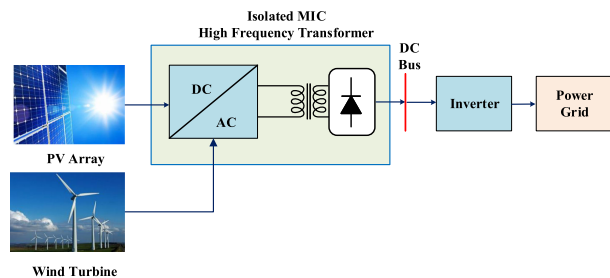 Isolated MIC
High Frequency Transformer
DC
Bus
DC
AC
Inverter
Power
Grid
PV Array
Wind Turbine